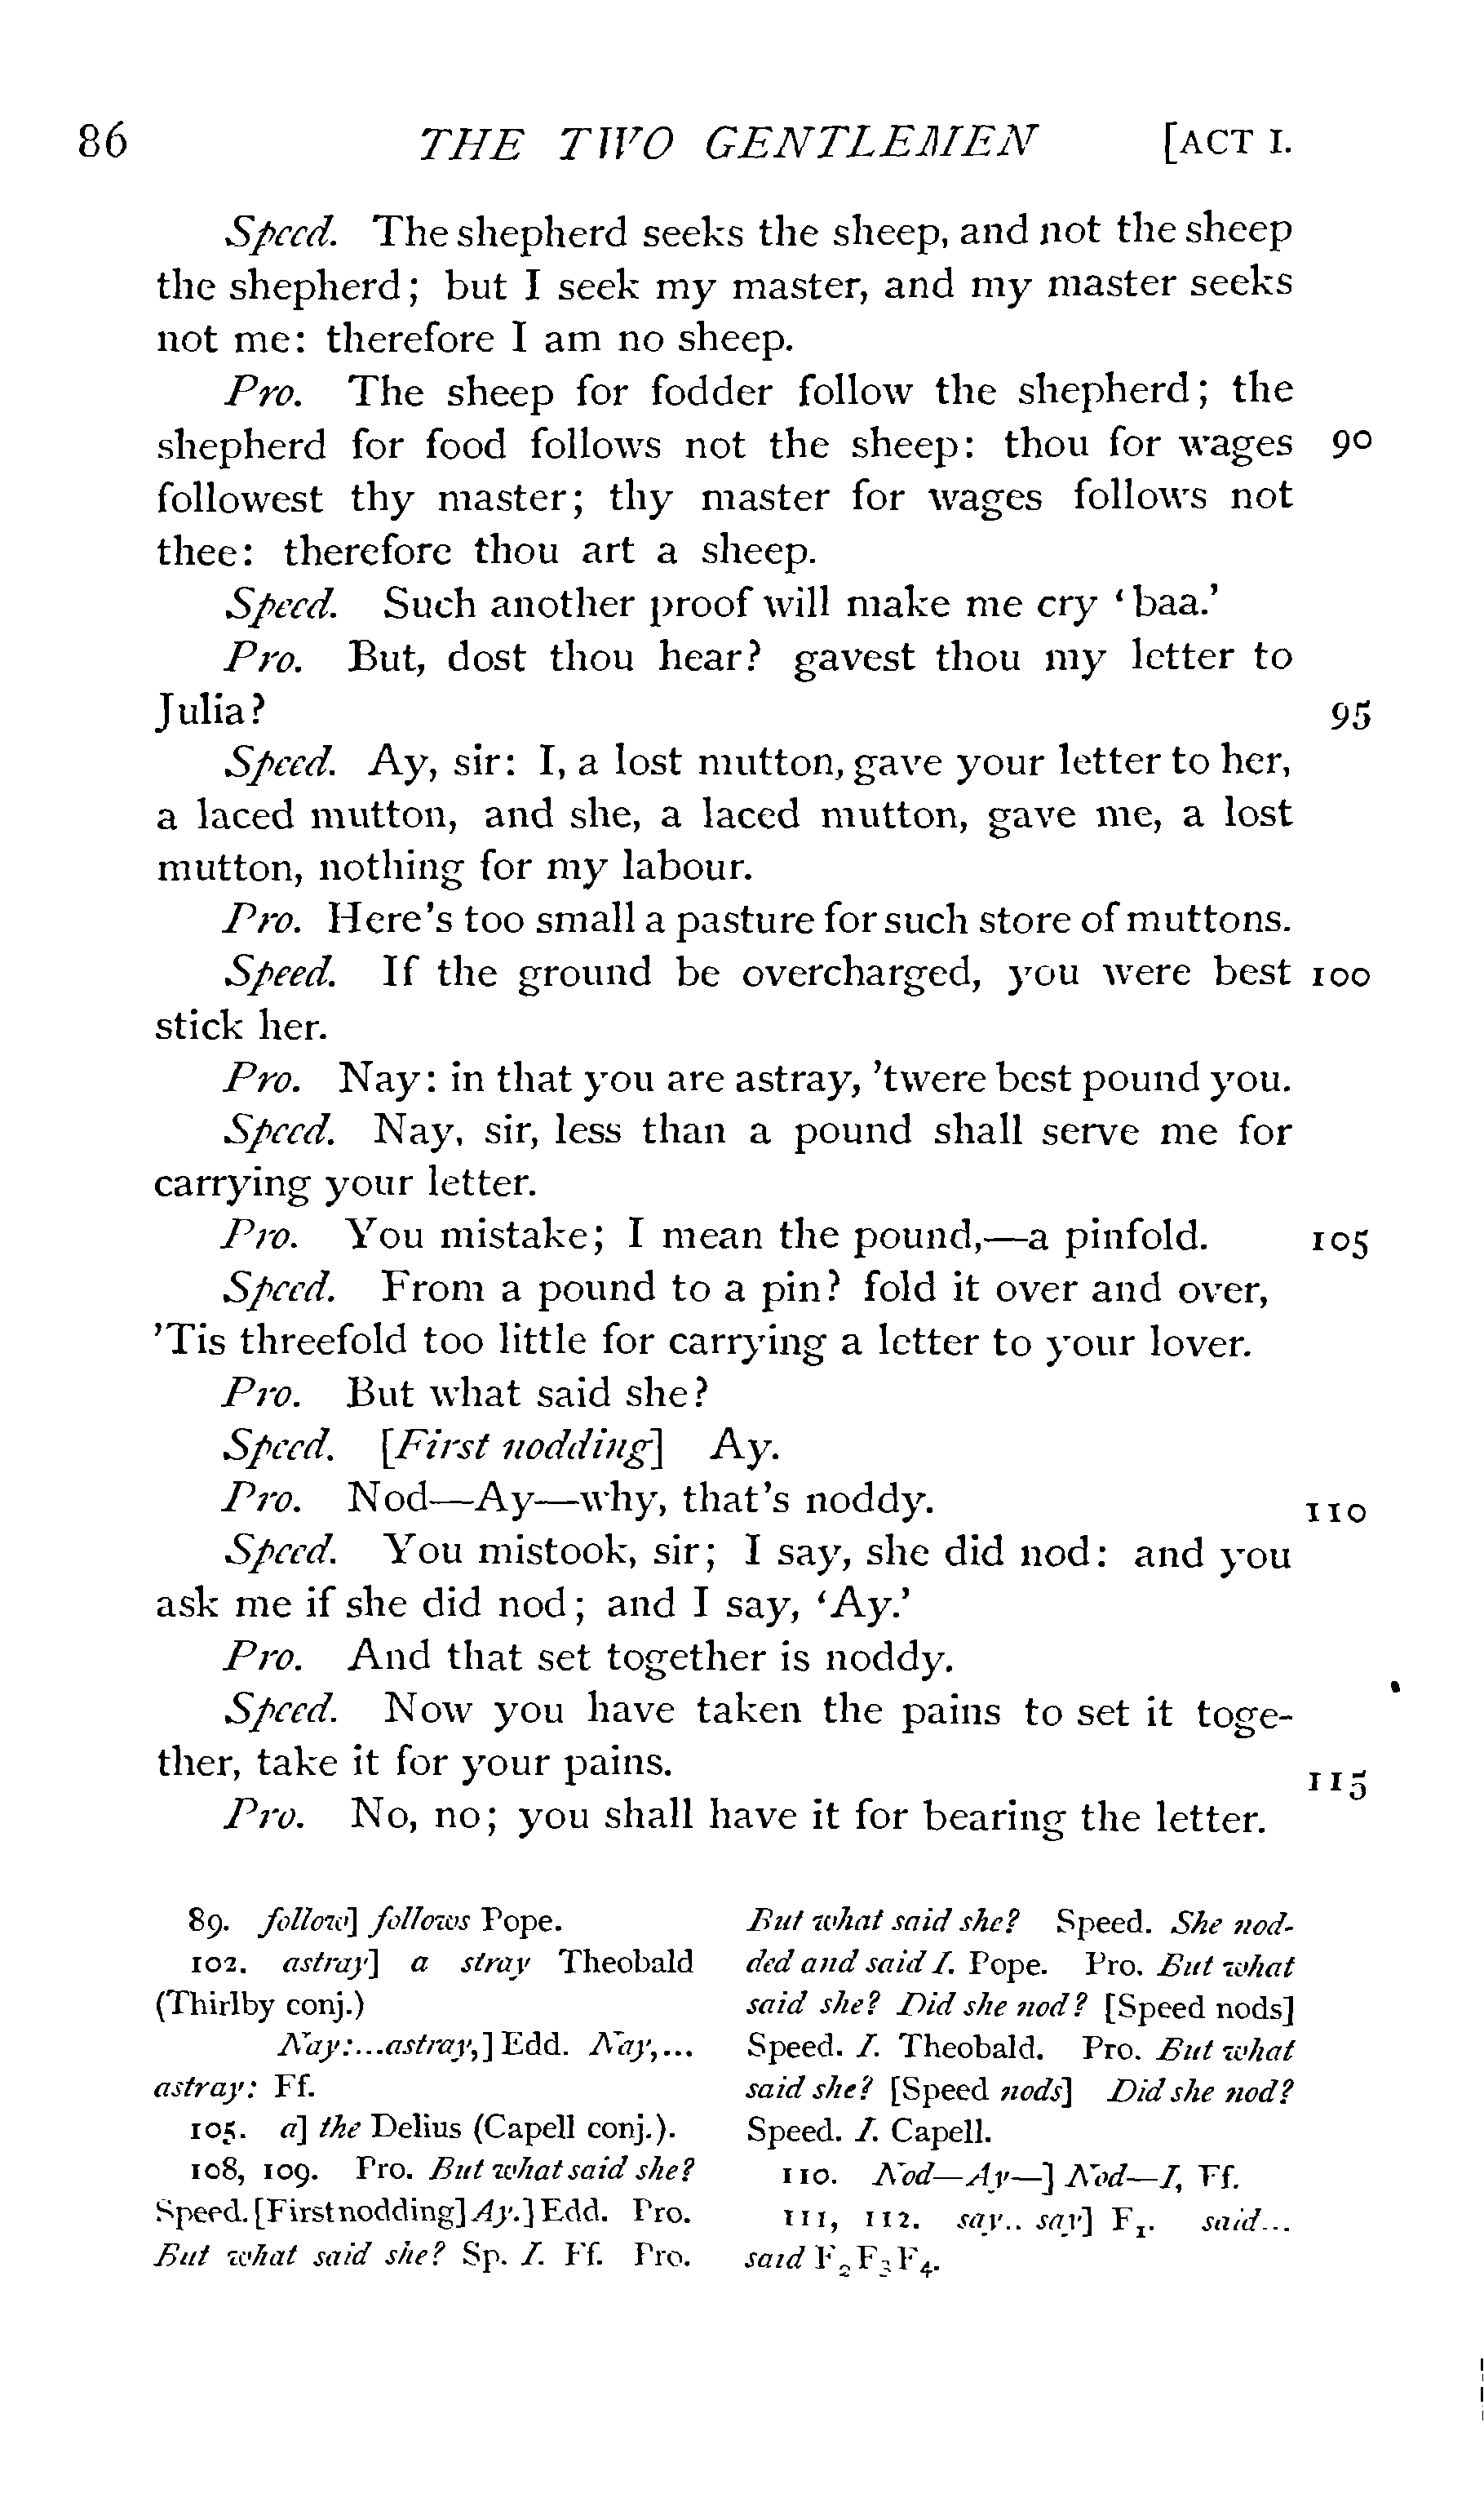 86 THE TWO GENTLEMEN [ACT I.
Speed. The shepherd seeks the sheep, and not the sheep
the shepherd; but I seek my master, and my master seeks
not me: therefore I am no sheep.
Pro. The sheep for fodder follow the shepherd; the
shepherd for food follows not the sheep: thou for wages 90
followest thy master; thy master for wages follows not
thee: therefore thou art a sheep.
Speed. Such another proof will make me cry ‘baa.’
Pro. But, dost thou hear? gavest thou my letter to
Julia? 95
Speed. Ay, sir: I, a lost mutton, gave your letter to her,
a laced mutton, and she, a laced mutton, gave me, a lost
mutton, nothing for my labour.
Pro. Here’s too small a pasture for such store of muttons.
Speed. If the ground be overcharged, you were best 100
stick her.
Pro. Nay: in that you are astray, ’twere best pound you.
Speed. Nay, sir, less than a pound shall serve me for
carrying your letter.
Pro. You mistake; I mean the pound,—a pinfold. 105
Speed. From a pound to a pin? fold it over and over,
’Tis threefold too little for carrying a letter to your lover.
Pro. But what said she?
Speed. [First nodding] Ay.
Pro. Nod—Ay—why, that’s noddy. 110
Speed. You mistook, sir; I say, she did nod: and you
ask me if she did nod; and I say, ‘Ay.’
Pro. And that set together is noddy.
Speed. Now you have taken the pains to set it toge-
ther, take it for your pains. 115
Pro. No, no; you shall have it for bearing the letter.
89. follow] follows Pope.
102. astray] a stray Theobald
(Thirlby conj.)
Nay:...astray,] Edd. Nay,...
astray: Ff.
105. a] the Delius (Capell conj.).
108, 109. Pro. But what said she?
Speed. [First nodding] Ay.] Edd. Pro.
But what said she? Sp. I. Ff. Pro.
But what said she? Speed. She nod-
ded and said I. Pope. Pro. But what
said she? Did she nod? [Speed nods]
Speed. I. Theobald. Pro. But what
said she? [Speed nods] Did she nod?
Speed. I. Capell.
110. Nod—Ay—] Nod—I, Ff.
111, 112. say.. say] F1. said...
said F2F3F4.